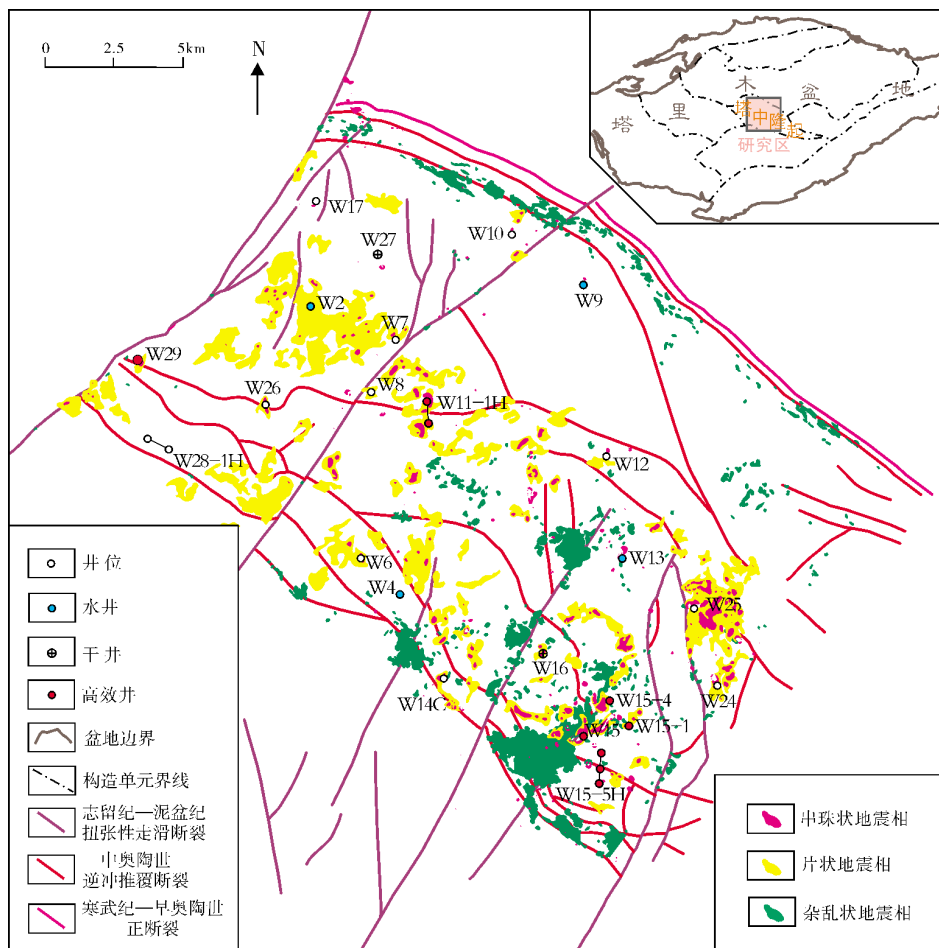 0 2.5 5km
N
塔 里 木 盆 地
塔中隆起
研究区
W17
W10
W27
W9
W2
W7
W29
W8
W26
W11-1H
W28-1H
W12
W6
W13
W4
W25
W16
W14C
W24
W15-4
W15
W15-1
W15-5H
井位
水井
干井
高效井
盆地边界
构造单元界线
志留纪—泥盆纪
扭张性走滑断裂
中奥陶世
逆冲推覆断裂
寒武纪—早奥陶世
正断裂
串珠状地震相
片状地震相
杂乱状地震相